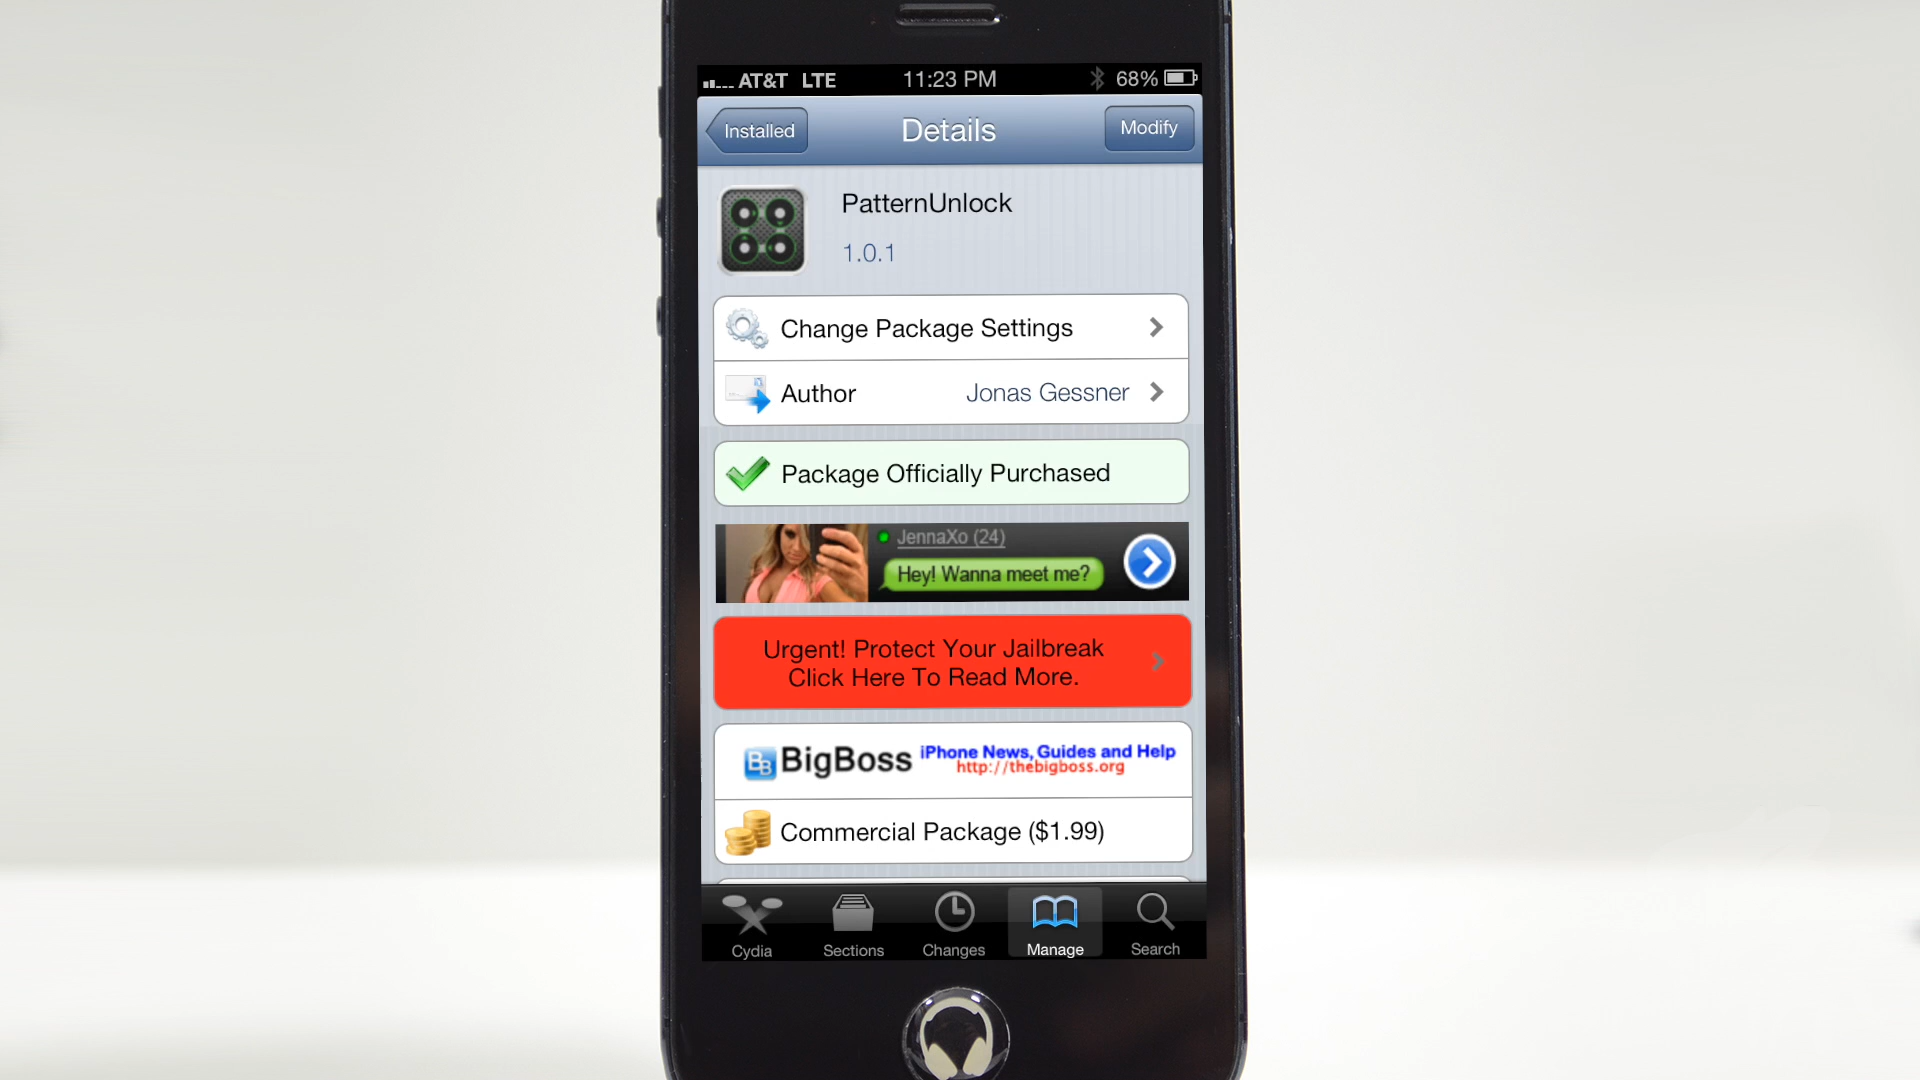 AT&T LTE 11:23 PM 68%
Installed Details Modify
PatternUnlock
1.0.1
Change Package Settings
Author Jonas Gessner
Package Officially Purchased
JennaXo (24)
Hey! Wanna meet me?
Urgent! Protect Your Jailbreak
Click Here To Read More.
BB BigBoss iPhone News, Guides and Help
http://thebigboss.org
Commercial Package ($1.99)
Cydia Sections Changes Manage Search